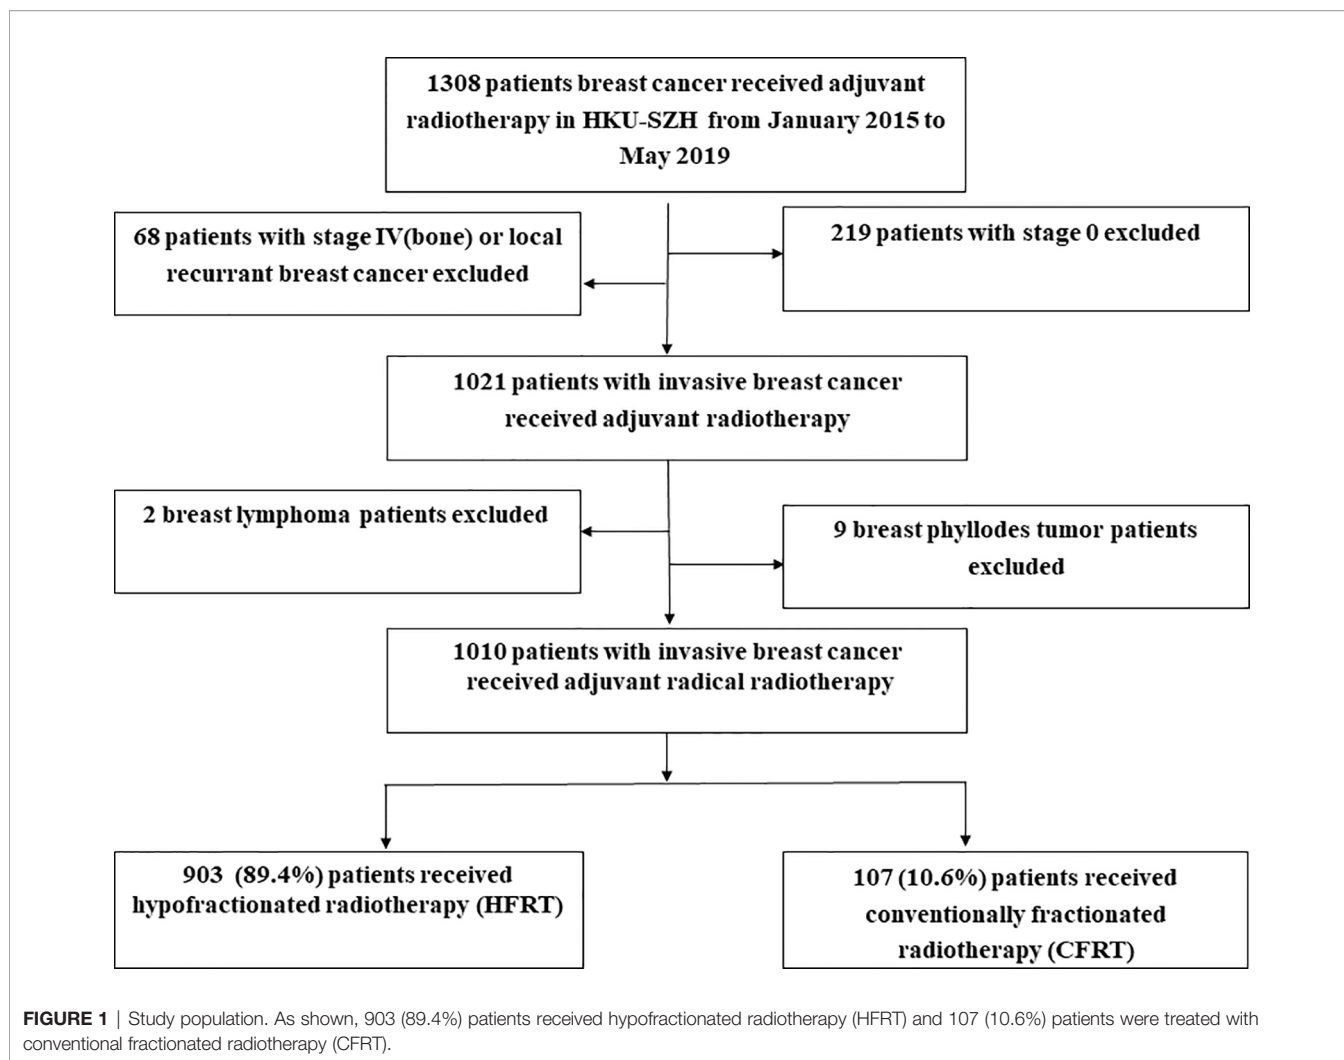 1308 patients breast cancer received adjuvant
radiotherapy in HKU-SZH from January 2015 to
May 2019
68 patients with stage IV(bone) or local
recurrant breast cancer excluded
219 patients with stage 0 excluded
1021 patients with invasive breast cancer
received adjuvant radiotherapy
2 breast lymphoma patients excluded
9 breast phyllodes tumor patients
excluded
1010 patients with invasive breast cancer
received adjuvant radical radiotherapy
903 (89.4%) patients received
hypofractionated radiotherapy (HFRT)
107 (10.6%) patients received
conventionally fractionated
radiotherapy (CFRT)
FIGURE 1 | Study population. As shown, 903 (89.4%) patients received hypofractionated radiotherapy (HFRT) and 107 (10.6%) patients were treated with
conventional fractionated radiotherapy (CFRT).